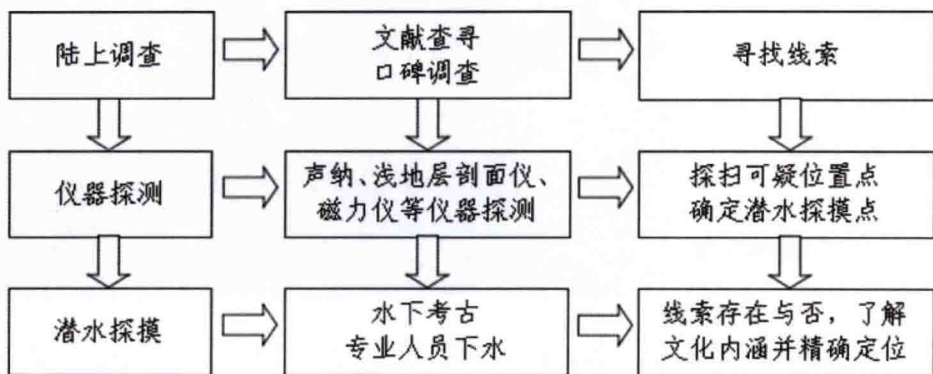 陆上调查
文献查寻
口碑调查
寻找线索
仪器探测
声纳、浅地层剖面仪、
磁力仪等仪器探测
探扫可疑位置点
确定潜水探摸点
潜水探摸
水下考古
专业人员下水
线索存在与否，了解
文化内涵并精确定位